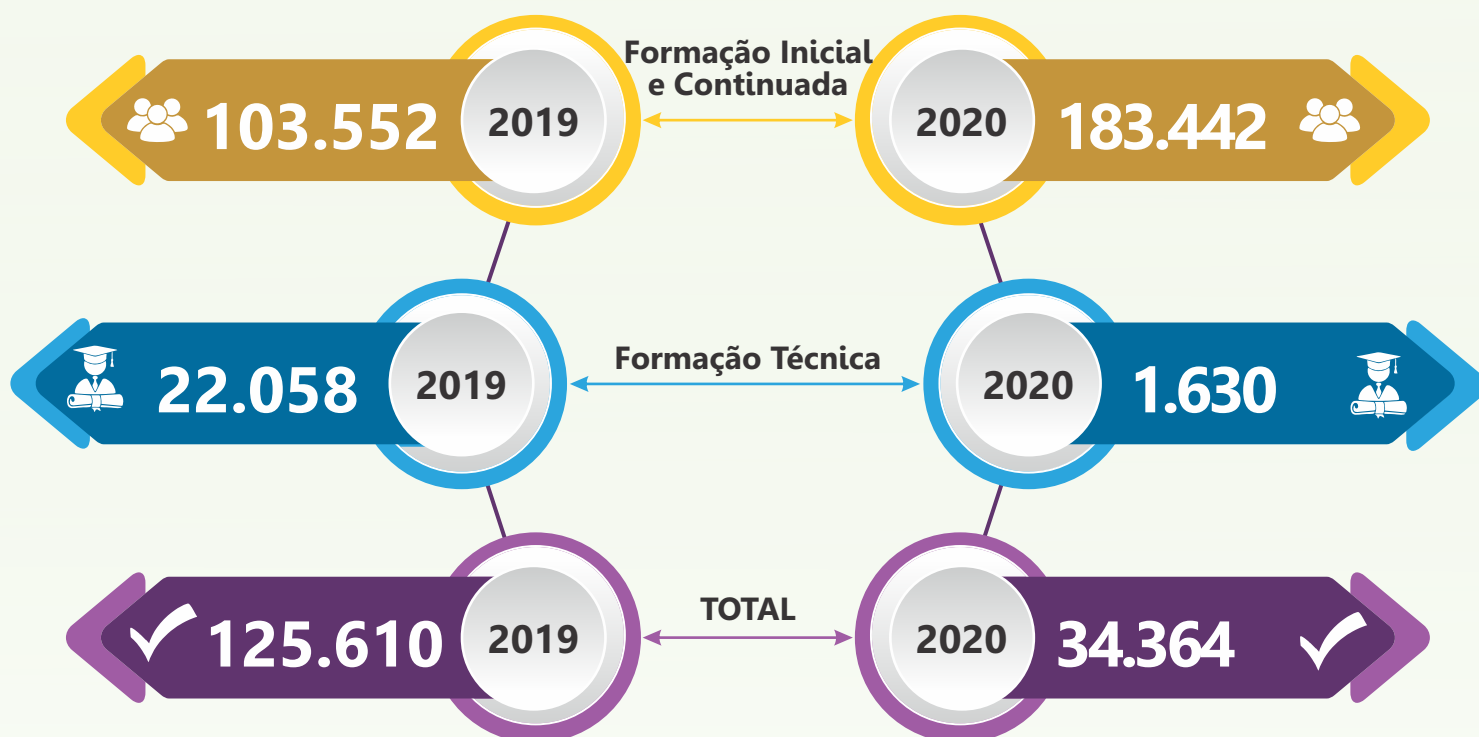 Formação Inicial
e Continuada
103.552 2019 2020 183.442
Formação Técnica
22.058 2019 2020 1.630
TOTAL
125.610 2019 2020 34.364